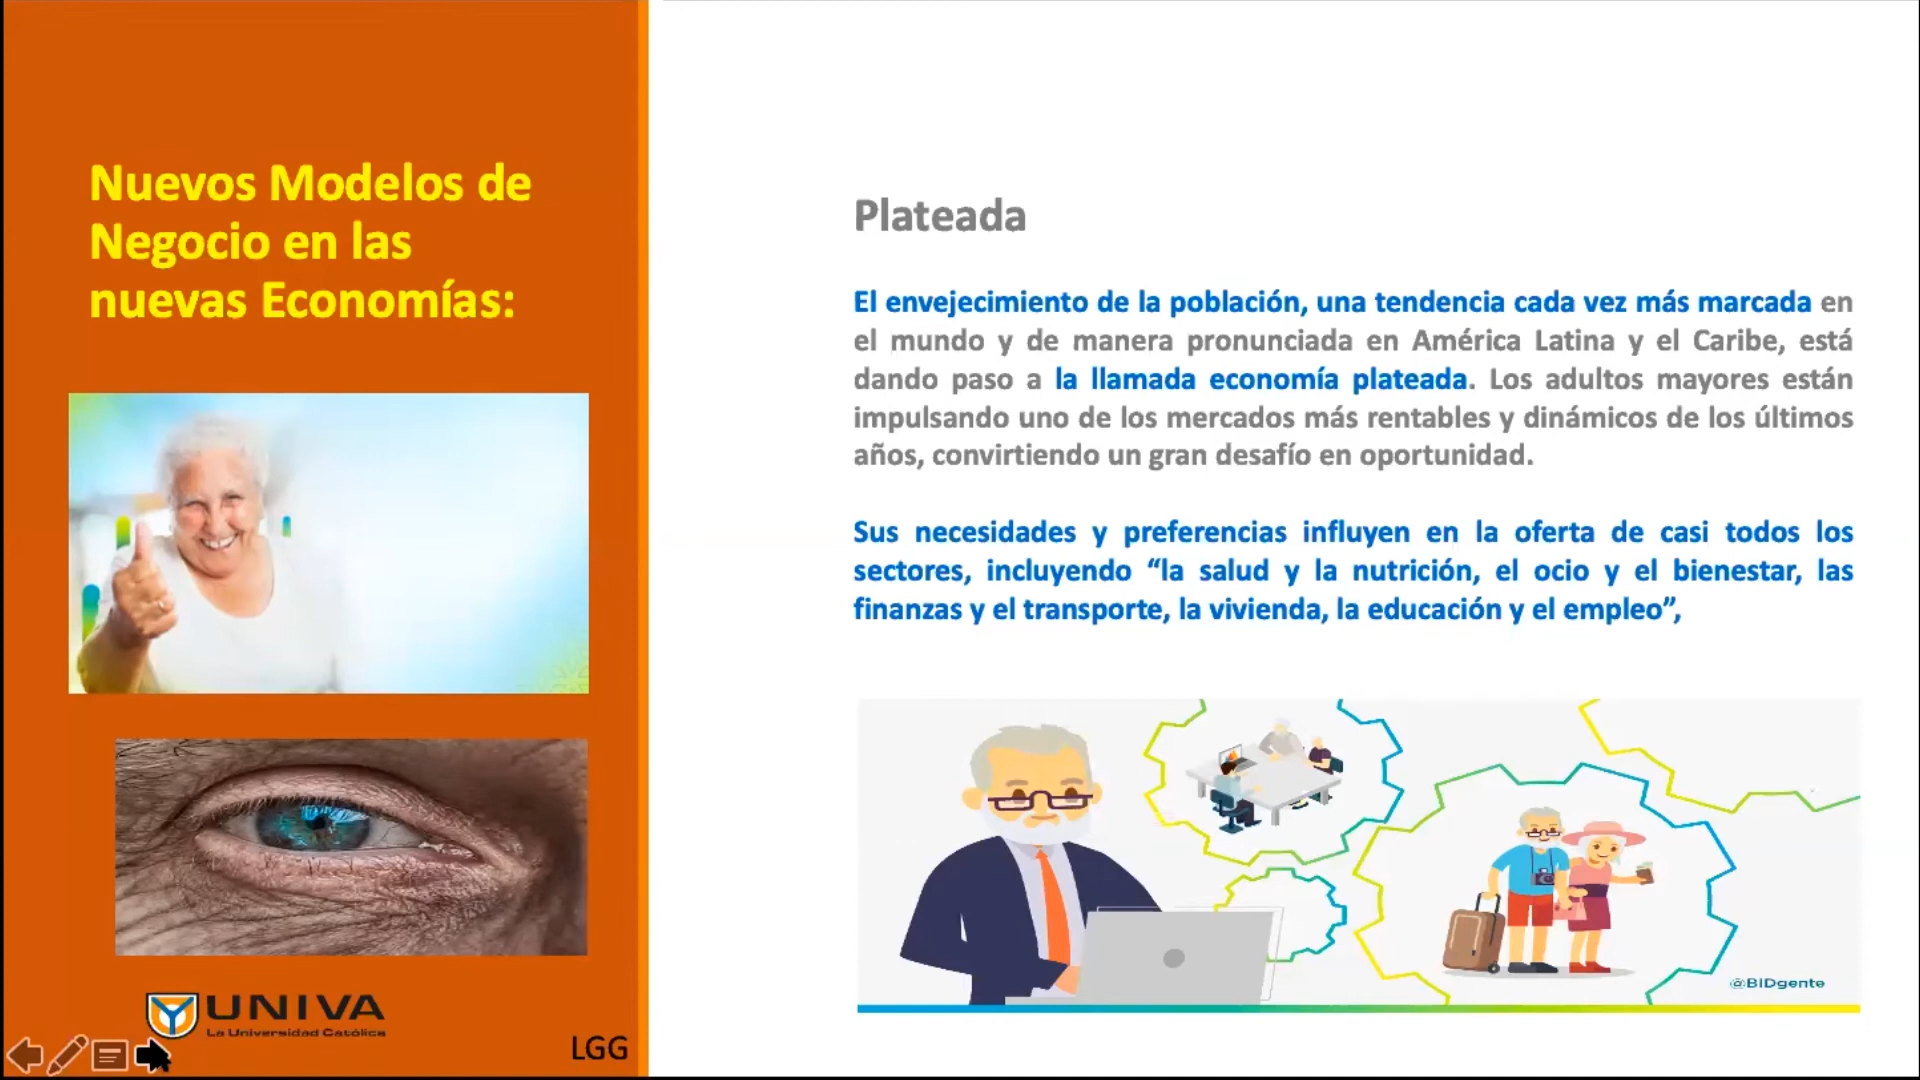 Nuevos Modelos de
Negocio en las
nuevas Economías:
UNIVA
La Universidad Católica
LGG
Plateada
El envejecimiento de la población, una tendencia cada vez más marcada en
el mundo y de manera pronunciada en América Latina y el Caribe, está
dando paso a la llamada economía plateada. Los adultos mayores están
impulsando uno de los mercados más rentables y dinámicos de los últimos
años, convirtiendo un gran desafío en oportunidad.
Sus necesidades y preferencias influyen en la oferta de casi todos los
sectores, incluyendo “la salud y la nutrición, el ocio y el bienestar, las
finanzas y el transporte, la vivienda, la educación y el empleo”,
@BIDgente